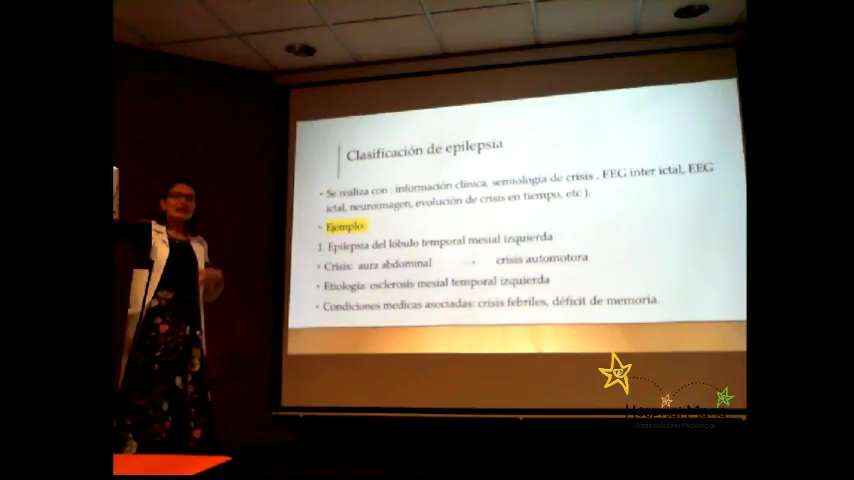 Clasificación de epilepsia
• Se realiza con : información clínica, semiología de crisis , EEG inter ictal, EEG
ictal, neuroimagen, evolución de crisis en tiempo, etc ).
• Ejemplo:
1. Epilepsia del lóbulo temporal mesial izquierda
• Crisis: aura abdominal → crisis automotora
• Etiología: esclerosis mesial temporal izquierda
• Condiciones medicas asociadas: crisis febriles, déficit de memoria.
Hospital Mana